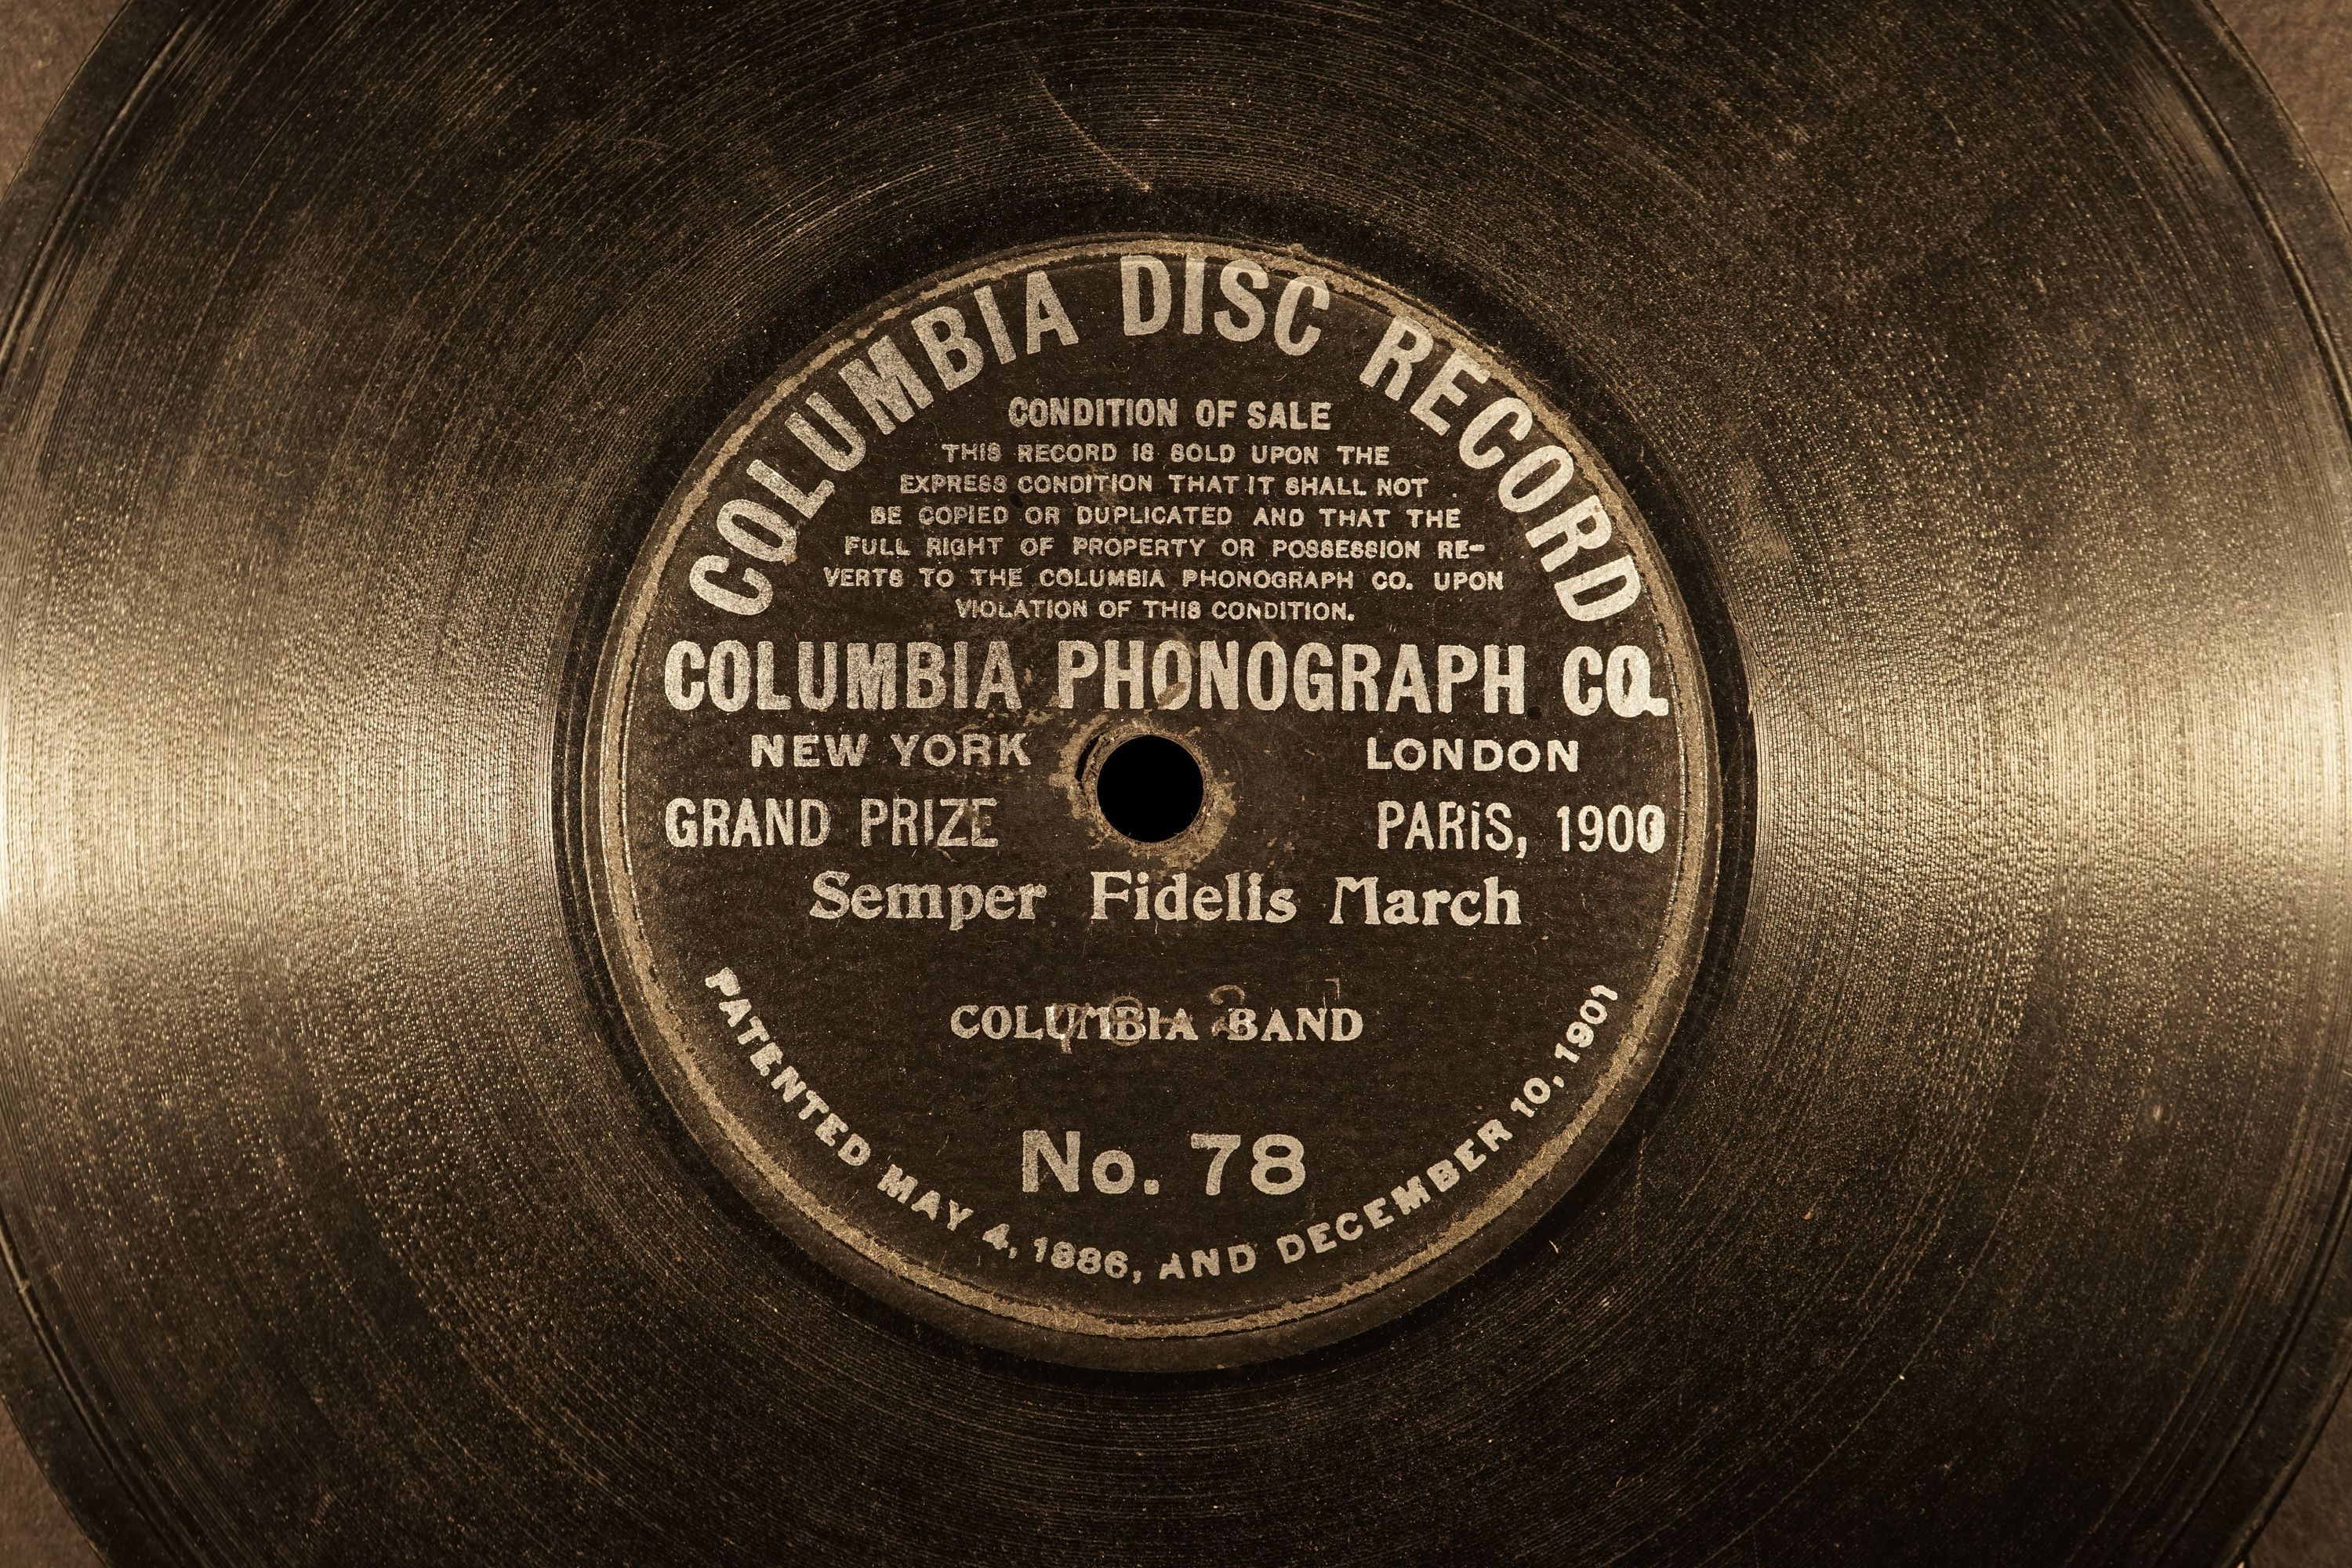 COLUMBIA DISC RECORD
CONDITION OF SALE
THIS RECORD IS SOLD UPON THE
EXPRESS CONDITION THAT IT SHALL NOT
BE COPIED OR DUPLICATED AND THAT THE
FULL RIGHT OF PROPERTY OR POSSESSION RE-
VERTS TO THE COLUMBIA PHONOGRAPH CO. UPON
VIOLATION OF THIS CONDITION.
COLUMBIA PHONOGRAPH CO.
NEW YORK LONDON
GRAND PRIZE PARIS, 1900
Semper Fidelis March
COLUMBIA BAND
No. 78
PATENTED MAY 4, 1886, AND DECEMBER 10, 1901